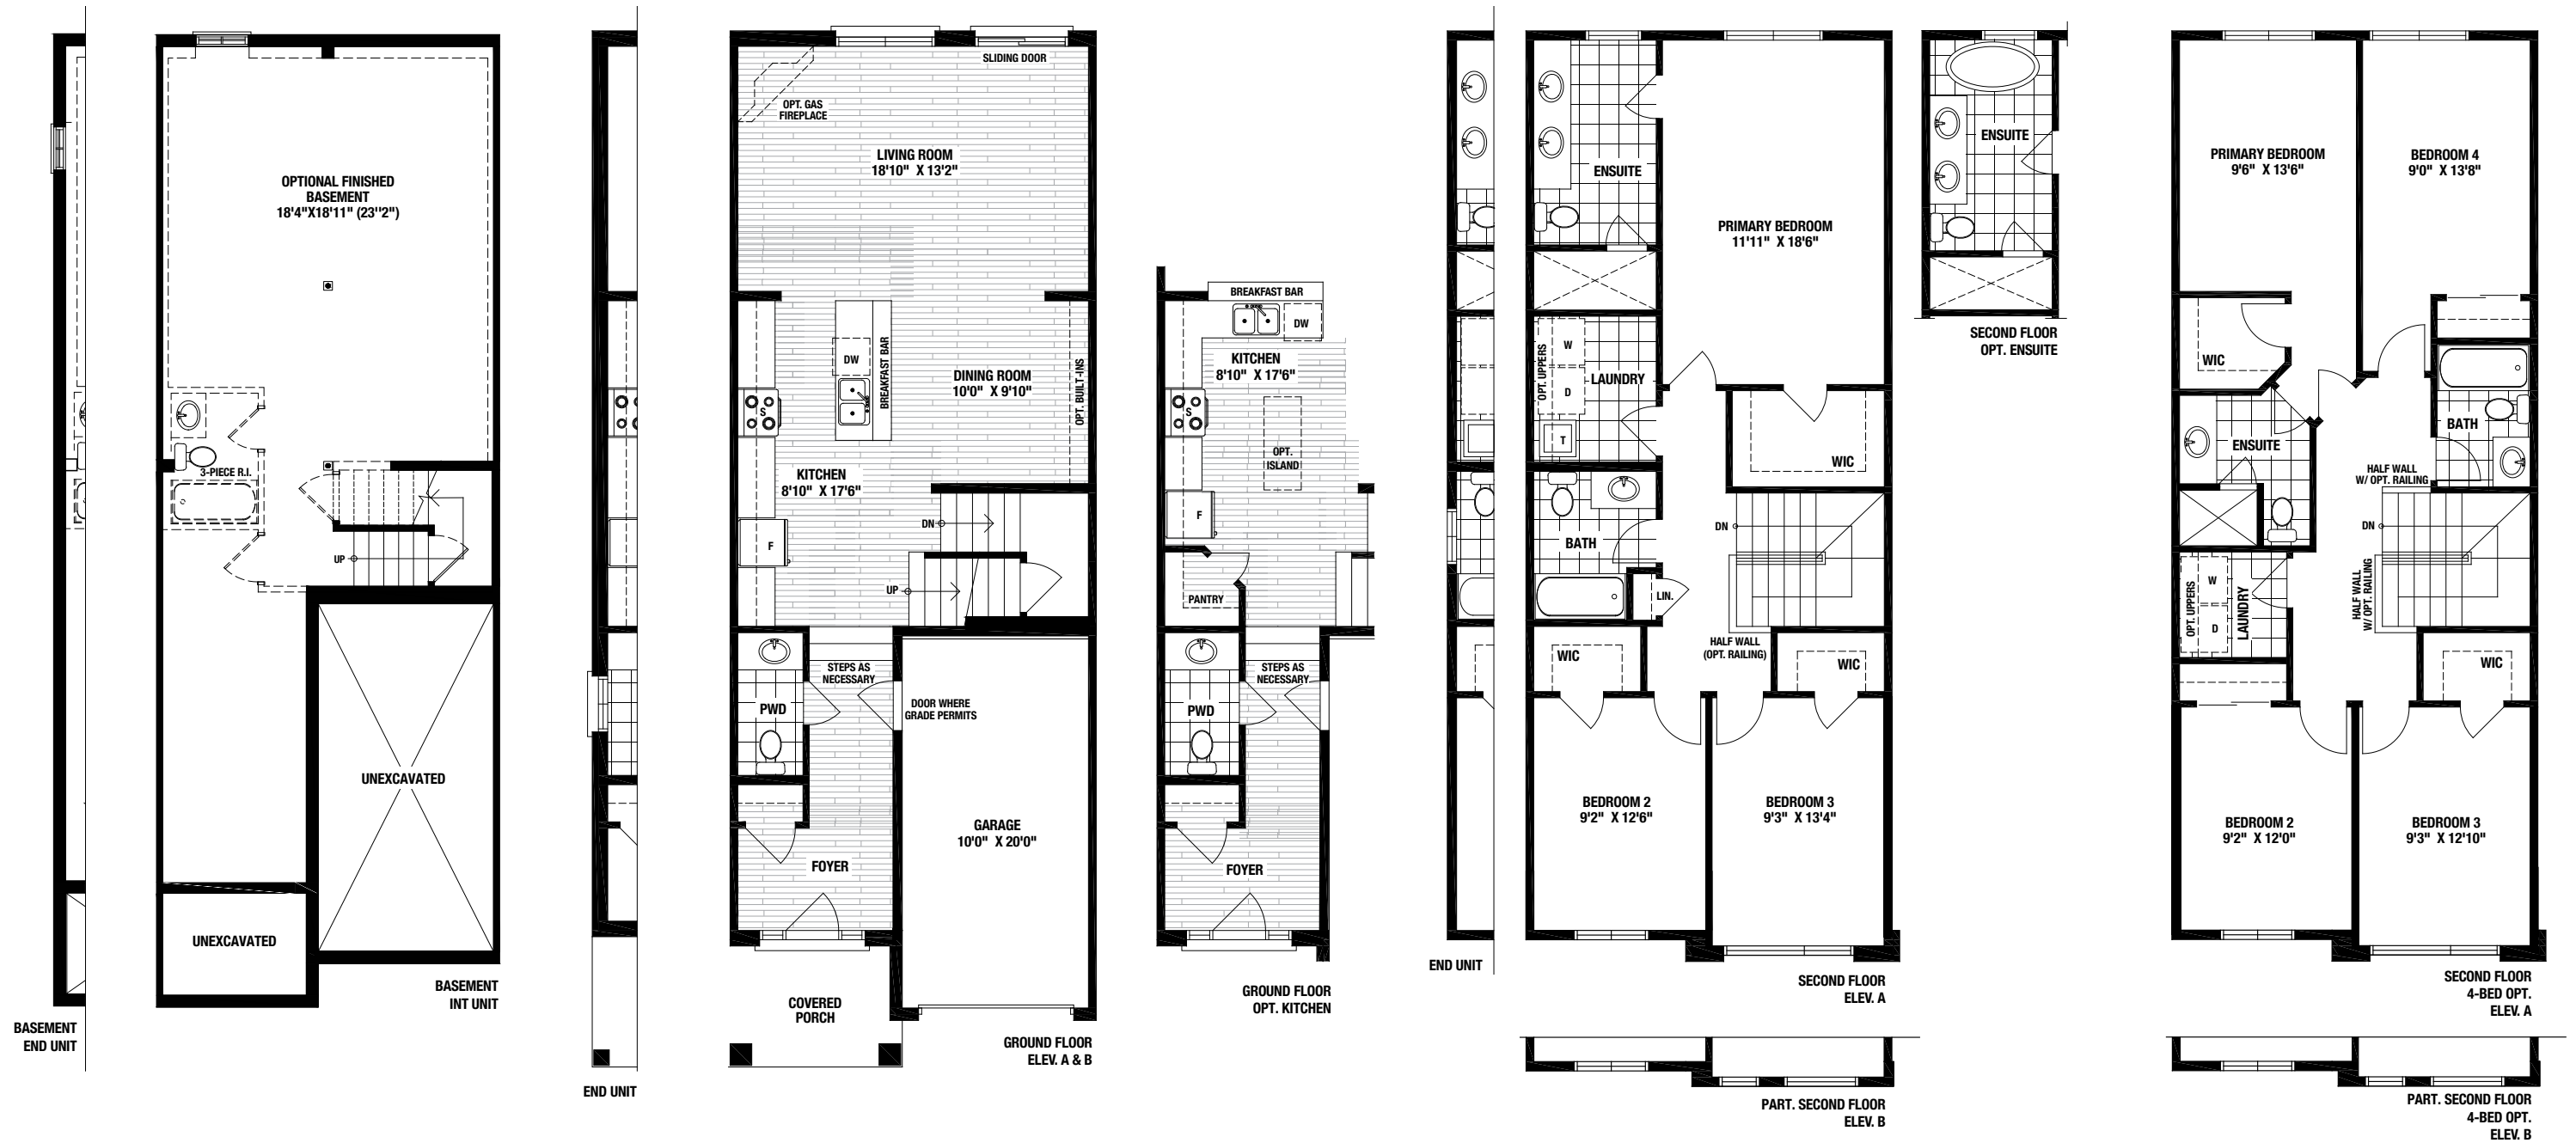 OPTIONAL FINISHED
BASEMENT
18'4"X18'11" (23"2")
3-PIECE R.I.
UP
UNEXCAVATED
UNEXCAVATED
BASEMENT
INT UNIT
BASEMENT
END UNIT
END UNIT
SLIDING DOOR
OPT. GAS
FIREPLACE
LIVING ROOM
18'10" X 13'2"
DW
BREAKFAST BAR
DINING ROOM
10'0" X 9'10"
OPT. BUILT-INS
S
KITCHEN
8'10" X 17'6"
F
DN
UP
STEPS AS
NECESSARY
PWD
DOOR WHERE
GRADE PERMITS
GARAGE
10'0" X 20'0"
FOYER
COVERED
PORCH
GROUND FLOOR
ELEV. A & B
BREAKFAST BAR
DW
KITCHEN
8'10" X 17'6"
S
OPT.
ISLAND
F
PANTRY
STEPS AS
NECESSARY
PWD
FOYER
GROUND FLOOR
OPT. KITCHEN
END UNIT
ENSUITE
PRIMARY BEDROOM
11'11" X 18'6"
OPT. UPPERS
W
D
LAUNDRY
T
WIC
BATH
DN
LIN.
HALF WALL
(OPT. RAILING)
WIC
WIC
BEDROOM 2
9'2" X 12'6"
BEDROOM 3
9'3" X 13'4"
SECOND FLOOR
ELEV. A
PART. SECOND FLOOR
ELEV. B
ENSUITE
SECOND FLOOR
OPT. ENSUITE
PRIMARY BEDROOM
9'6" X 13'6"
BEDROOM 4
9'0" X 13'8"
WIC
BATH
ENSUITE
HALF WALL
W/ OPT. RAILING
DN
HALF WALL
W/ OPT. RAILING
OPT. UPPERS
W
D
LAUNDRY
WIC
BEDROOM 2
9'2" X 12'0"
BEDROOM 3
9'3" X 12'10"
SECOND FLOOR
4-BED OPT.
ELEV. A
PART. SECOND FLOOR
4-BED OPT.
ELEV. B